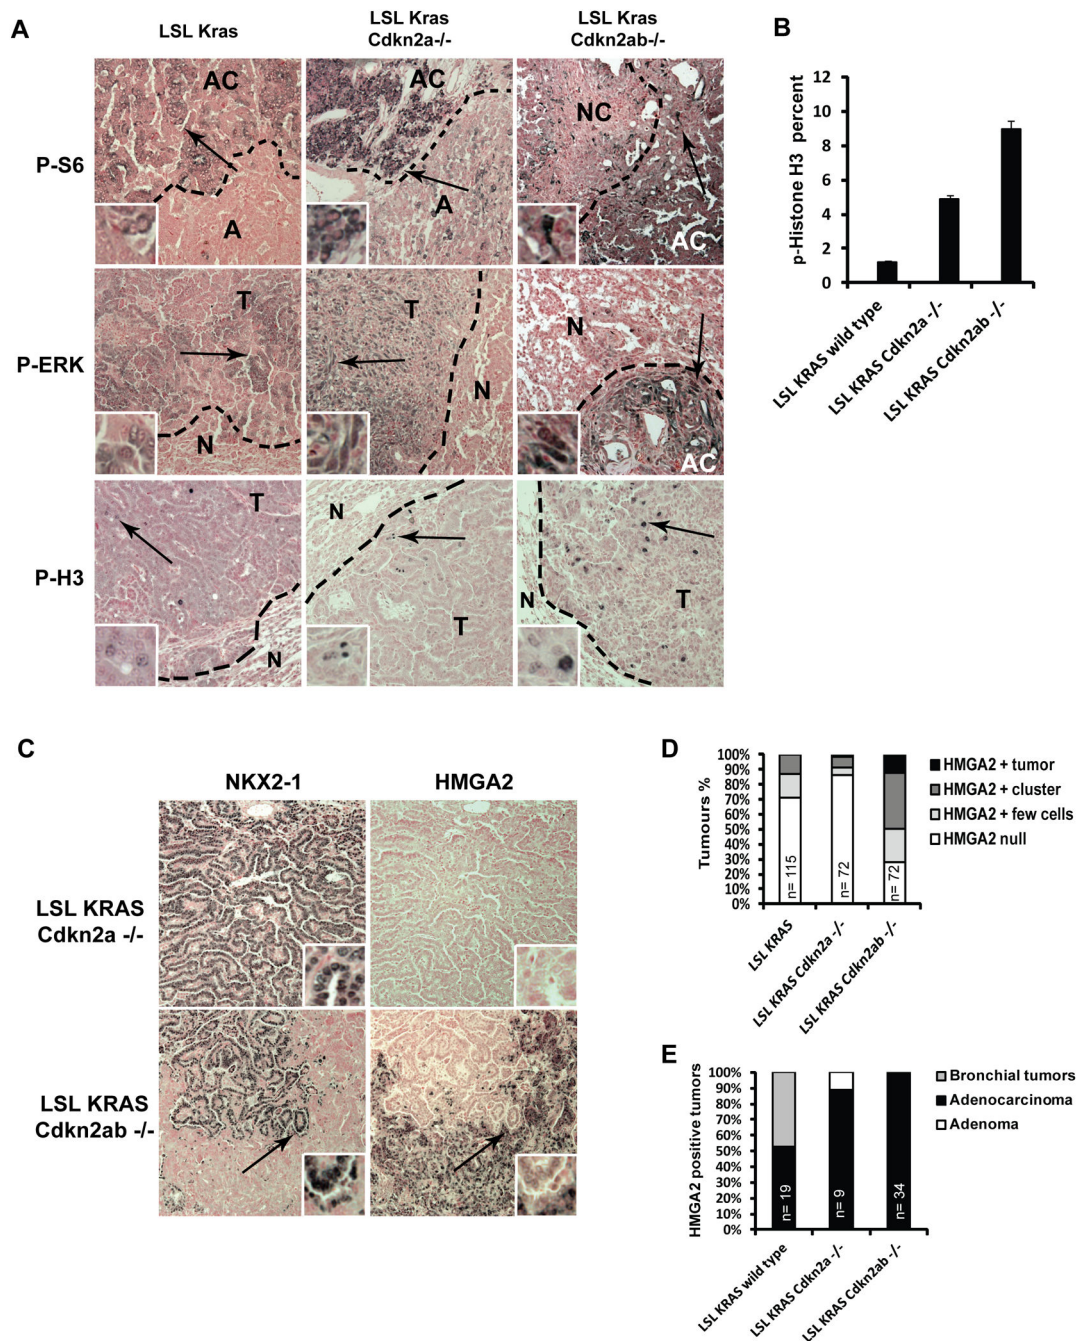 A
LSL Kras
LSL Kras
Cdkn2a-/-
LSL Kras
Cdkn2ab-/-
P-S6
AC
A
AC
A
NC
AC
P-ERK
T
N
T
N
N
AC
P-H3
T
N
N
T
N
T
B
p-Histone H3 percent
12
10
8
6
4
2
0
LSL KRAS wild type
LSL KRAS Cdkn2a -/-
LSL KRAS Cdkn2ab -/-
C
NKX2-1
HMGA2
LSL KRAS
Cdkn2a -/-
LSL KRAS
Cdkn2ab -/-
D
Tumours %
100%
90%
80%
70%
60%
50%
40%
30%
20%
10%
0%
n= 115
n= 72
n= 72
LSL KRAS
LSL KRAS Cdkn2a -/-
LSL KRAS Cdkn2ab -/-
HMGA2 + tumor
HMGA2 + cluster
HMGA2 + few cells
HMGA2 null
E
HMGA2 positive tumors
100%
90%
80%
70%
60%
50%
40%
30%
20%
10%
0%
n= 19
n= 9
n= 34
LSL KRAS wild type
LSL KRAS Cdkn2a -/-
LSL KRAS Cdkn2ab -/-
Bronchial tumors
Adenocarcinoma
Adenoma